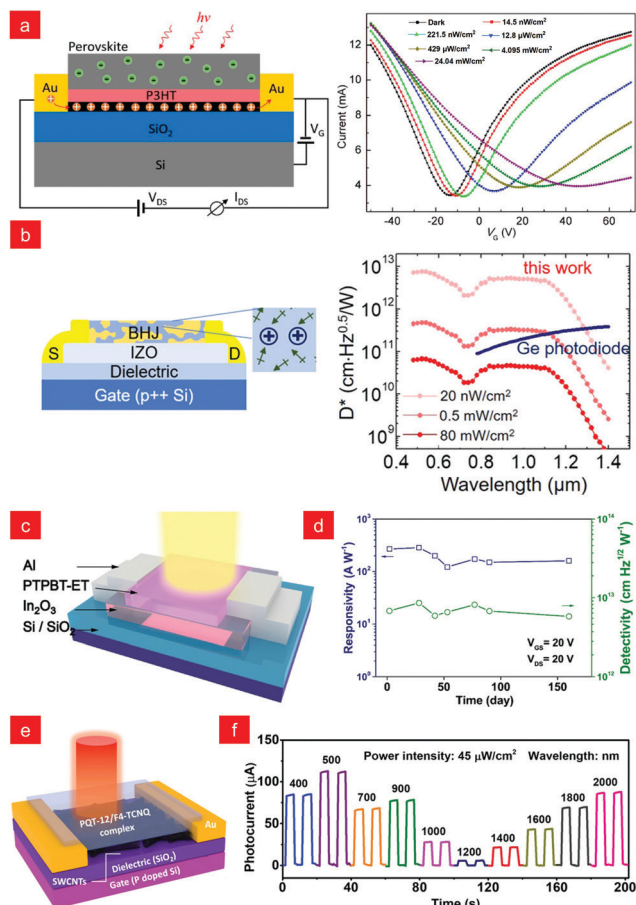 a
hν
Perovskite
Au
P3HT
Au
SiO2
Si
VG
VDS
IDS
Current (mA)
12
10
8
6
4
-40
-20
0
20
40
60
VG (V)
Dark
14.5 nW/cm²
221.5 nW/cm²
12.8 μW/cm²
429 μW/cm²
4.095 mW/cm²
24.04 mW/cm²
b
BHJ
S
IZO
D
Dielectric
Gate (p++ Si)
D* (cm·Hz^0.5/W)
10^13
10^12
10^11
10^10
10^9
this work
Ge photodiode
20 nW/cm²
0.5 mW/cm²
80 mW/cm²
0.4 0.6 0.8 1.0 1.2 1.4
Wavelength (μm)
c
Al
PTPBT-ET
In2O3
Si / SiO2
d
Responsivity (A W⁻¹)
10^5
10^3
10^2
10^1
10^0
Detectivity (cm Hz^1/2 W⁻¹)
10^14
10^13
10^12
VGS= 20 V
VDS= 20 V
0 50 100 150
Time (day)
e
PQT-12/F4-TCNQ
complex
Au
SWCNTs
Dielectric (SiO2)
Gate (P doped Si)
f
Photocurrent (μA)
150
100
50
0
Power intensity: 45 μW/cm² Wavelength: nm
400
500
700
900
1000
1200
1400
1600
1800
2000
0 40 80 120 160 200
Time (s)